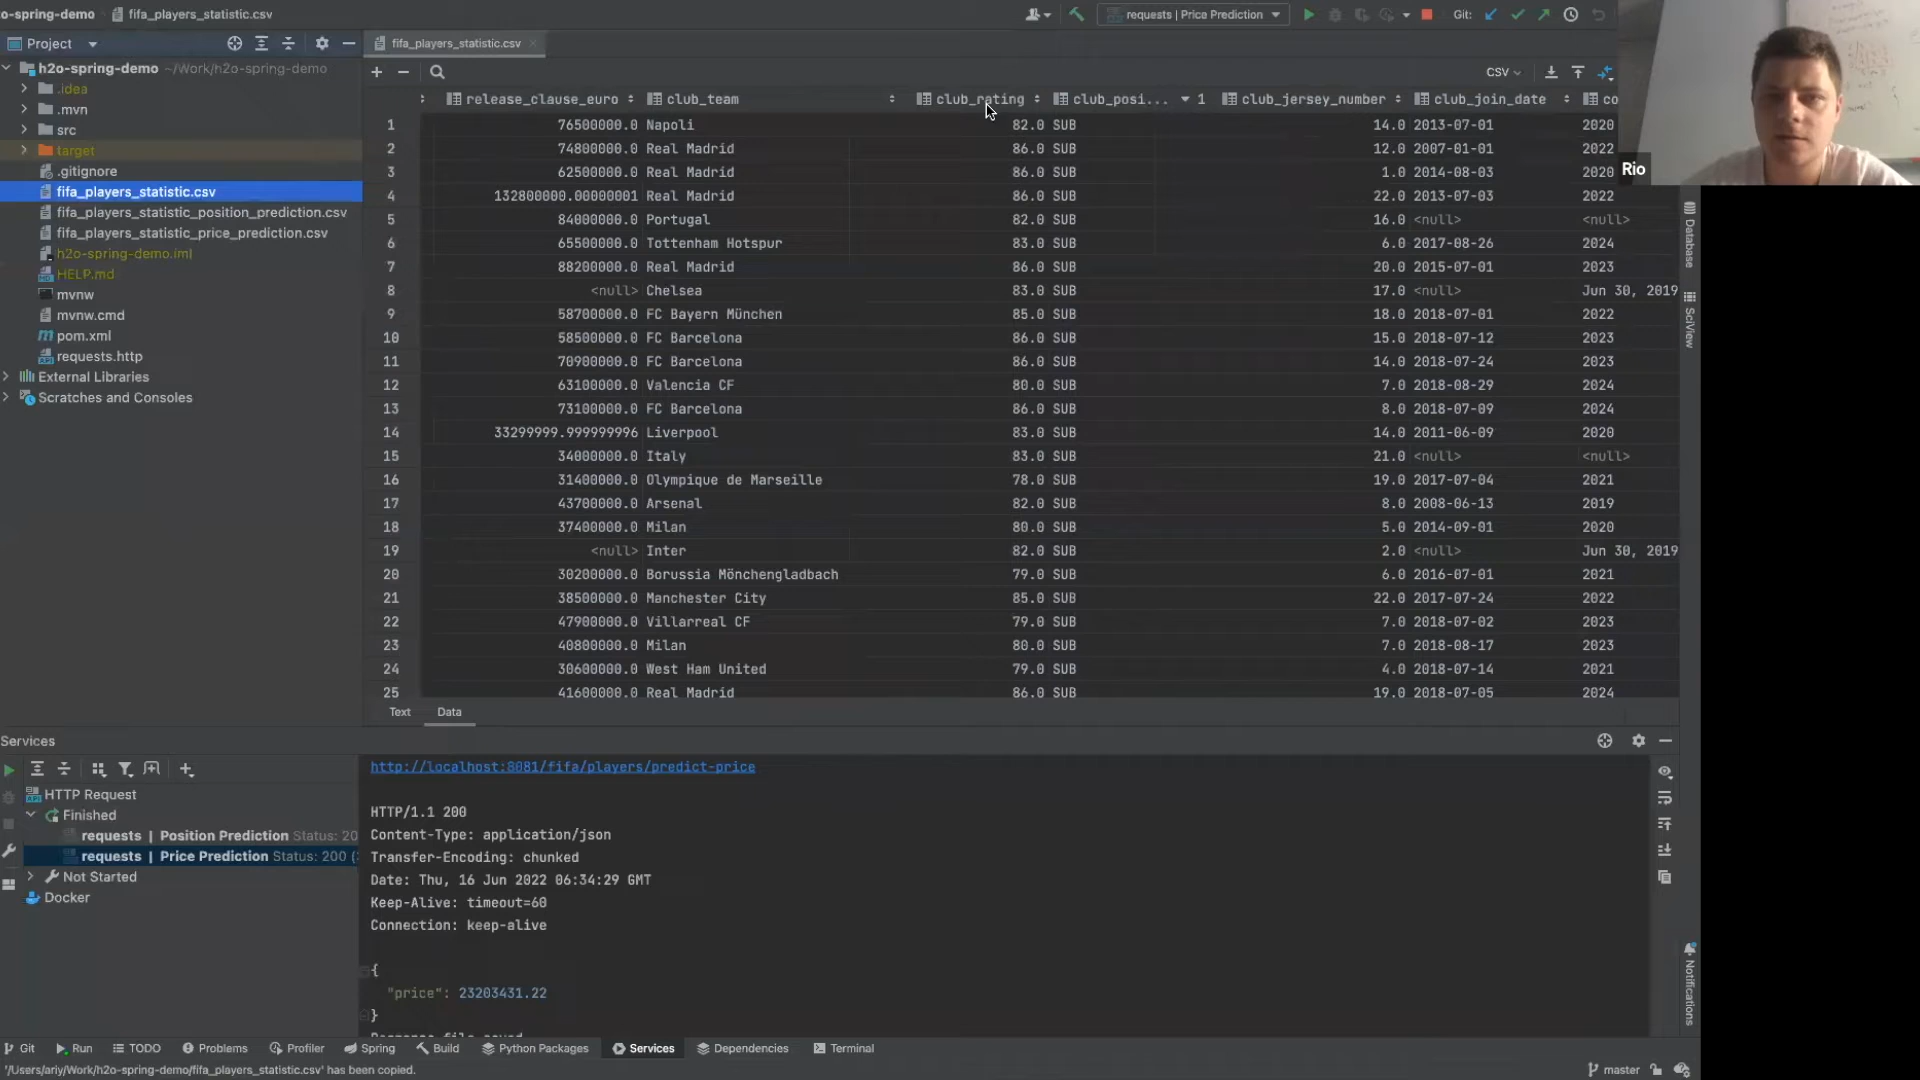 o-spring-demo fifa_players_statistic.csv requests | Price Prediction Git:
Project fifa_players_statistic.csv
h2o-spring-demo ~/Work/h2o-spring-demo
.idea
.mvn
src
target
.gitignore
fifa_players_statistic.csv
fifa_players_statistic_position_prediction.csv
fifa_players_statistic_price_prediction.csv
h2o-spring-demo.iml
HELP.md
mvnw
mvnw.cmd
pom.xml
requests.http
External Libraries
Scratches and Consoles
CSV
release_clause_euro club_team club_rating club_posi... 1 club_jersey_number club_join_date co
1 76500000.0 Napoli 82.0 SUB 14.0 2013-07-01 2020
2 74800000.0 Real Madrid 86.0 SUB 12.0 2007-01-01 2022
3 62500000.0 Real Madrid 86.0 SUB 1.0 2014-08-03 2020
4 132800000.00000001 Real Madrid 86.0 SUB 22.0 2013-07-03 2022
5 84000000.0 Portugal 82.0 SUB 16.0 <null> <null>
6 65500000.0 Tottenham Hotspur 83.0 SUB 6.0 2017-08-26 2024
7 88200000.0 Real Madrid 86.0 SUB 20.0 2015-07-01 2023
8 <null> Chelsea 83.0 SUB 17.0 <null> Jun 30, 2019
9 58700000.0 FC Bayern München 85.0 SUB 18.0 2018-07-01 2022
10 58500000.0 FC Barcelona 86.0 SUB 15.0 2018-07-12 2023
11 70900000.0 FC Barcelona 86.0 SUB 14.0 2018-07-24 2023
12 63100000.0 Valencia CF 80.0 SUB 7.0 2018-08-29 2024
13 73100000.0 FC Barcelona 86.0 SUB 8.0 2018-07-09 2024
14 33299999.999999996 Liverpool 83.0 SUB 14.0 2011-06-09 2020
15 34000000.0 Italy 83.0 SUB 21.0 <null> <null>
16 31400000.0 Olympique de Marseille 78.0 SUB 19.0 2017-07-04 2021
17 43700000.0 Arsenal 82.0 SUB 8.0 2008-06-13 2019
18 37400000.0 Milan 80.0 SUB 5.0 2014-09-01 2020
19 <null> Inter 82.0 SUB 2.0 <null> Jun 30, 2019
20 30200000.0 Borussia Mönchengladbach 79.0 SUB 6.0 2016-07-01 2021
21 38500000.0 Manchester City 85.0 SUB 22.0 2017-07-24 2022
22 47900000.0 Villarreal CF 79.0 SUB 7.0 2018-07-02 2023
23 40800000.0 Milan 80.0 SUB 7.0 2018-08-17 2023
24 30600000.0 West Ham United 79.0 SUB 4.0 2018-07-14 2021
25 41600000.0 Real Madrid 86.0 SUB 19.0 2018-07-05 2024
Text Data
Rio
Database
SciView
Notifications
Services
HTTP Request
Finished
requests | Position Prediction Status: 20
requests | Price Prediction Status: 200 (
Not Started
Docker
http://localhost:8081/fifa/players/predict-price
HTTP/1.1 200
Content-Type: application/json
Transfer-Encoding: chunked
Date: Thu, 16 Jun 2022 06:34:29 GMT
Keep-Alive: timeout=60
Connection: keep-alive
{
"price": 23203431.22
}
Git Run TODO Problems Profiler Spring Build Python Packages Services Dependencies Terminal
'/Users/ariy/Work/h2o-spring-demo/fifa_players_statistic.csv' has been copied. master